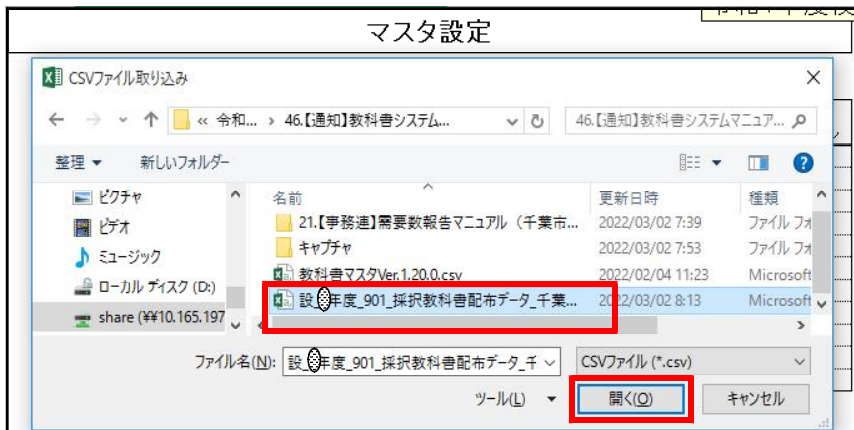 マスタ設定
CSVファイル取り込み
« 令和... › 46.【通知】教科書システム...
46.【通知】教科書システムマニュア...
整理 新しいフォルダー
名前 更新日時 種類
ピクチャ
ビデオ
ミュージック
ローカル ディスク (D:)
share (¥¥10.165.197
21.【事務連】需要数報告マニュアル（千葉市... 2022/03/02 7:39 ファイル フォ
キャプチャ 2022/03/02 7:53 ファイル フォ
教科書マスタVer.1.20.0.csv 2022/02/04 11:23 Microsoft
設_年度_901_採択教科書配布データ_千葉... 2022/03/02 8:13 Microsoft
ファイル名(N): 設_年度_901_採択教科書配布データ_千 CSVファイル (*.csv)
ツール(L) 開く(O) キャンセル